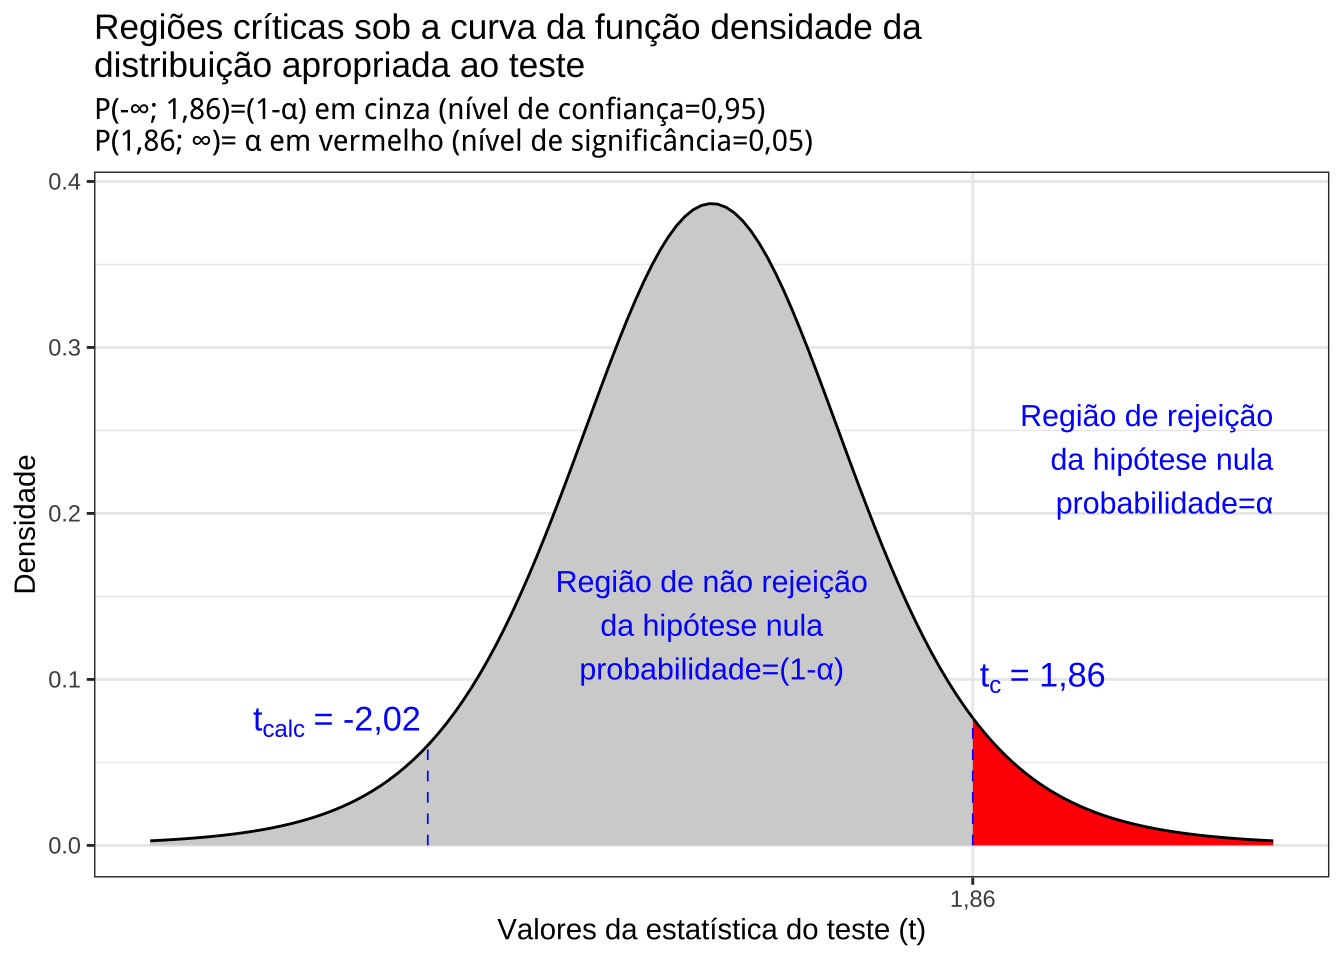 Regiões críticas sob a curva da função densidade da
distribuição apropriada ao teste
P(-∞; 1,86)=(1-α) em cinza (nível de confiança=0,95)
P(1,86; ∞)= α em vermelho (nível de significância=0,05)
0.4
0.3
0.2
0.1
0.0
Densidade
Região de rejeição
da hipótese nula
probabilidade=α
Região de não rejeição
da hipótese nula
probabilidade=(1-α)
tc = 1,86
tcalc = -2,02
1,86
Valores da estatística do teste (t)